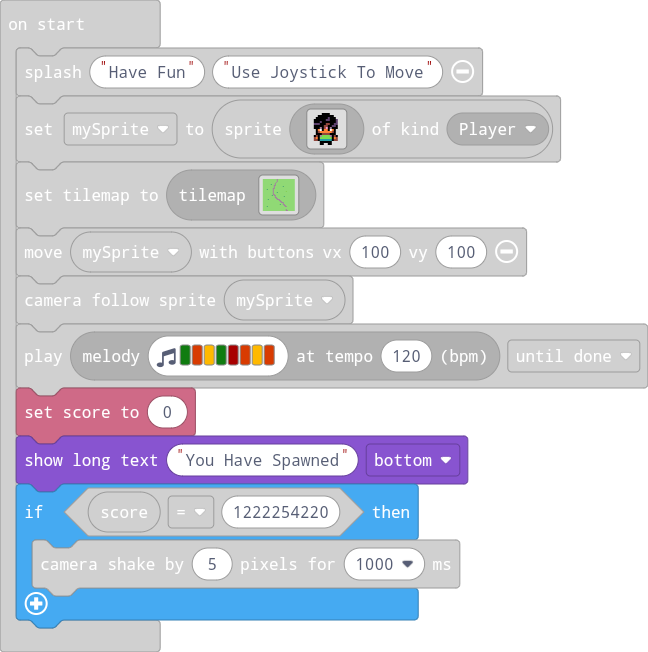 on start
splash "Have Fun" "Use Joystick To Move"
set mySprite to sprite of kind Player
set tilemap to tilemap
move mySprite with buttons vx 100 vy 100
camera follow sprite mySprite
play melody at tempo 120 (bpm) until done
set score to 0
show long text "You Have Spawned" bottom
if score = 1222254220 then
camera shake by 5 pixels for 1000 ms